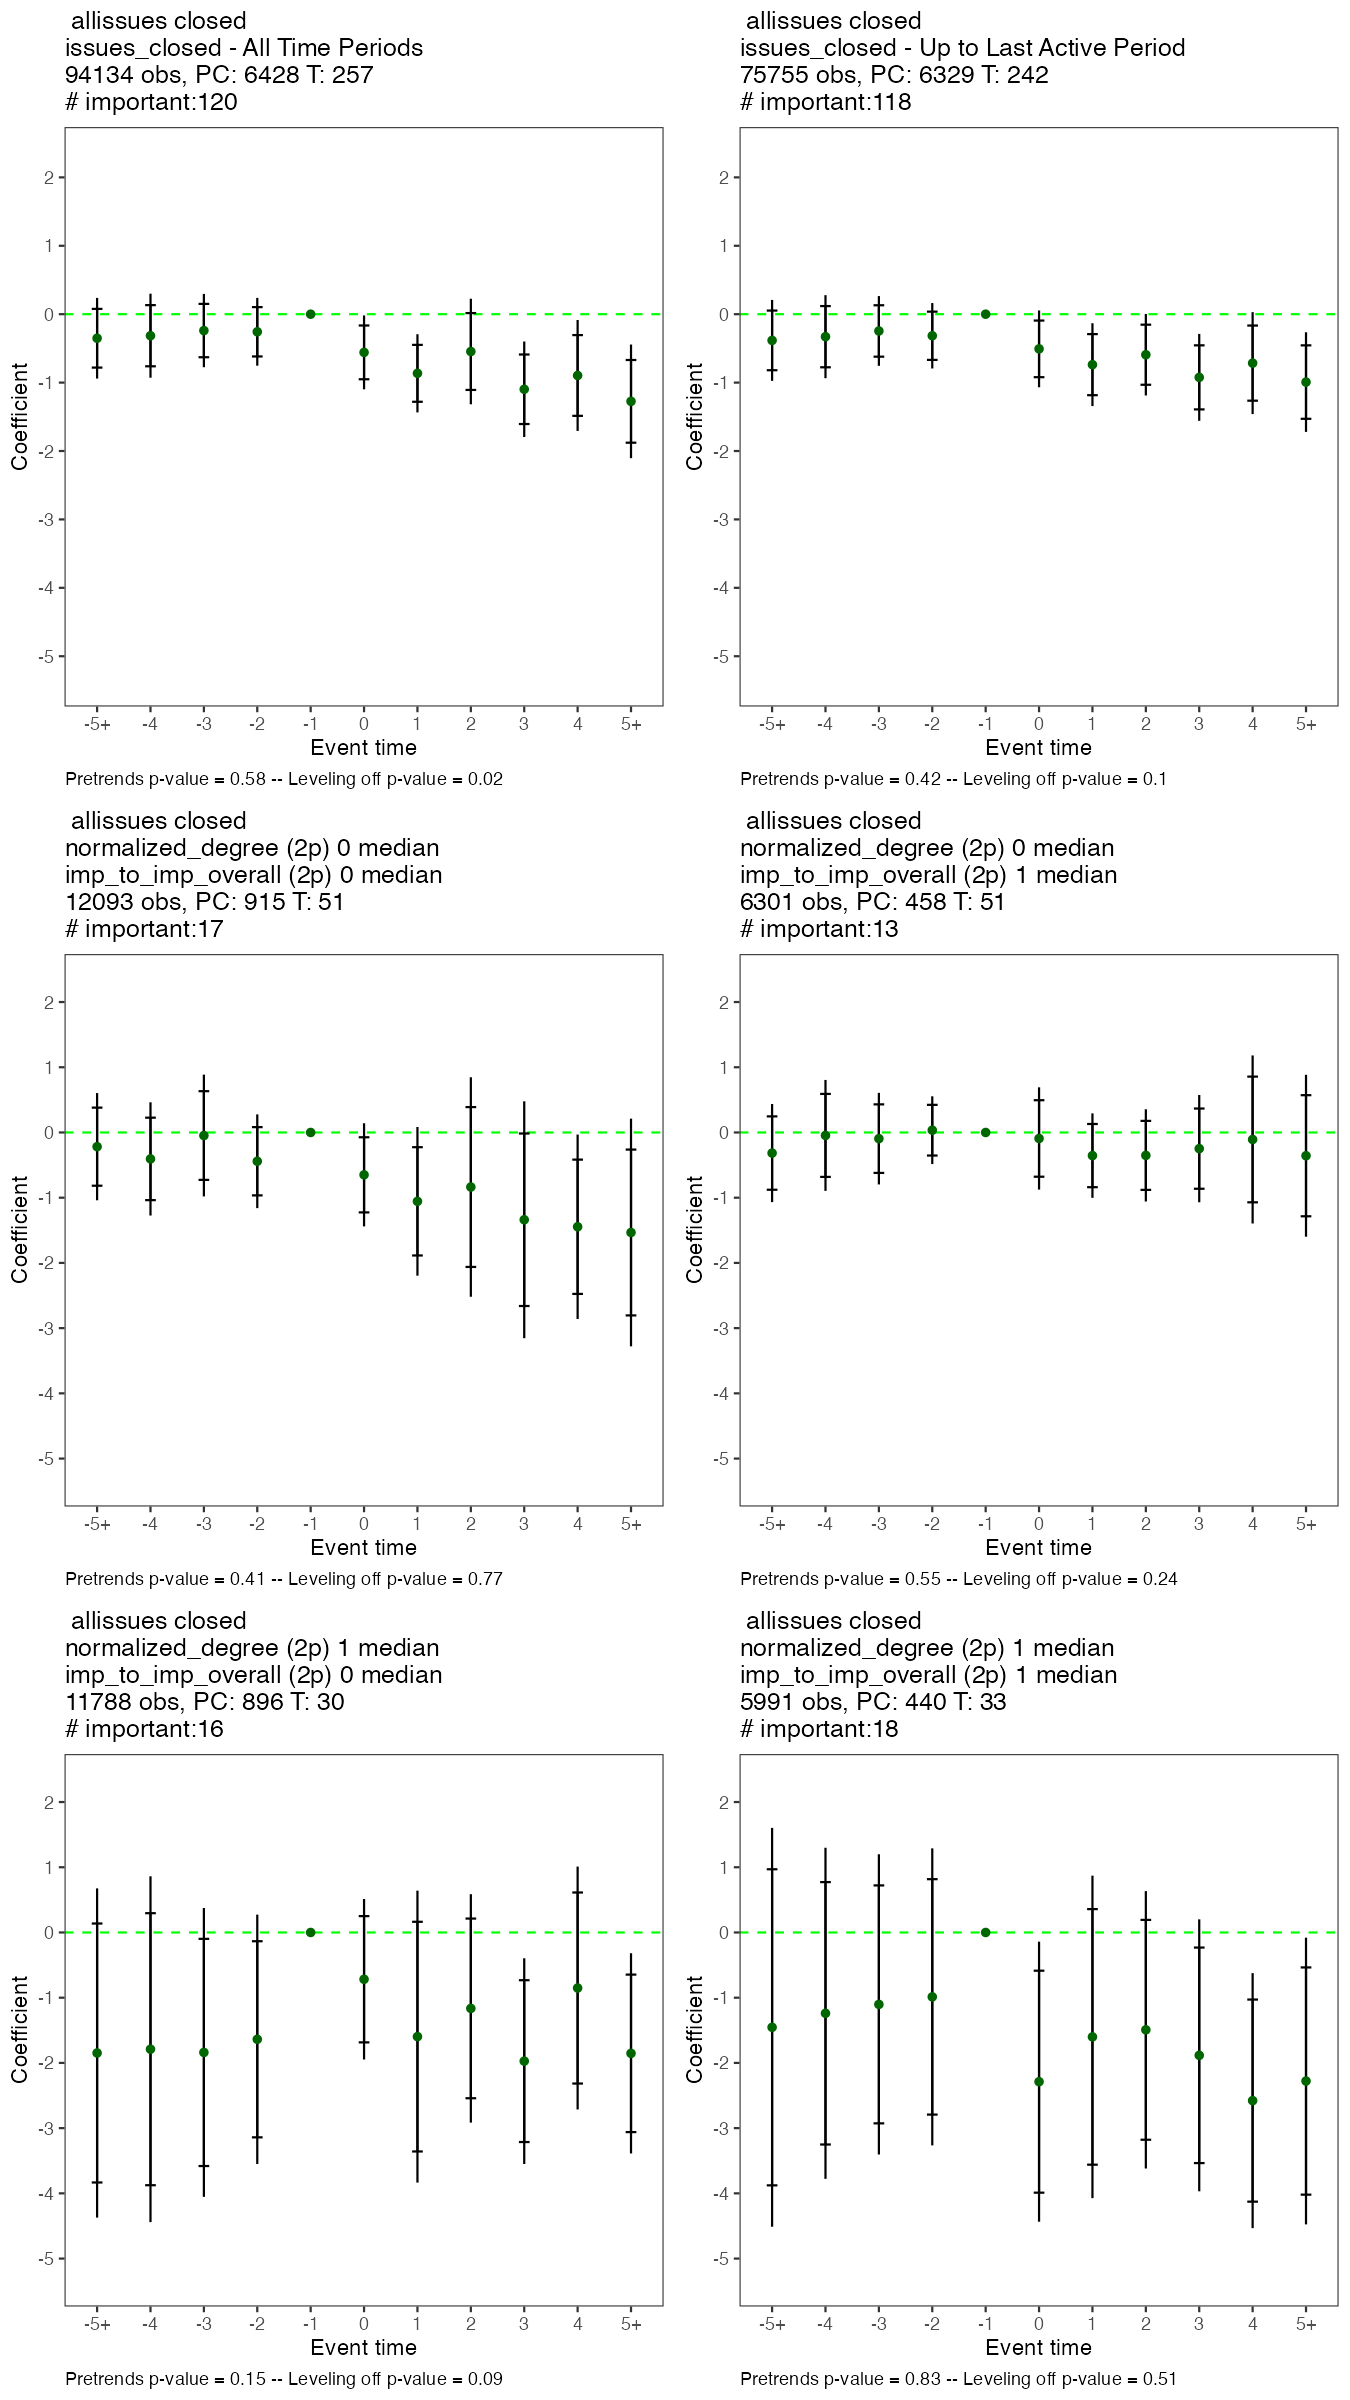 allissues closed
issues_closed - All Time Periods
94134 obs, PC: 6428 T: 257
# important:120
2
1
0
-1
-2
-3
-4
-5
Coefficient
-5+ -4 -3 -2 -1 0 1 2 3 4 5+
Event time
Pretrends p-value = 0.58 -- Leveling off p-value = 0.02
allissues closed
issues_closed - Up to Last Active Period
75755 obs, PC: 6329 T: 242
# important:118
2
1
0
-1
-2
-3
-4
-5
Coefficient
-5+ -4 -3 -2 -1 0 1 2 3 4 5+
Event time
Pretrends p-value = 0.42 -- Leveling off p-value = 0.1
allissues closed
normalized_degree (2p) 0 median
imp_to_imp_overall (2p) 0 median
12093 obs, PC: 915 T: 51
# important:17
2
1
0
-1
-2
-3
-4
-5
Coefficient
-5+ -4 -3 -2 -1 0 1 2 3 4 5+
Event time
Pretrends p-value = 0.41 -- Leveling off p-value = 0.77
allissues closed
normalized_degree (2p) 0 median
imp_to_imp_overall (2p) 1 median
6301 obs, PC: 458 T: 51
# important:13
2
1
0
-1
-2
-3
-4
-5
Coefficient
-5+ -4 -3 -2 -1 0 1 2 3 4 5+
Event time
Pretrends p-value = 0.55 -- Leveling off p-value = 0.24
allissues closed
normalized_degree (2p) 1 median
imp_to_imp_overall (2p) 0 median
11788 obs, PC: 896 T: 30
# important:16
2
1
0
-1
-2
-3
-4
-5
Coefficient
-5+ -4 -3 -2 -1 0 1 2 3 4 5+
Event time
Pretrends p-value = 0.15 -- Leveling off p-value = 0.09
allissues closed
normalized_degree (2p) 1 median
imp_to_imp_overall (2p) 1 median
5991 obs, PC: 440 T: 33
# important:18
2
1
0
-1
-2
-3
-4
-5
Coefficient
-5+ -4 -3 -2 -1 0 1 2 3 4 5+
Event time
Pretrends p-value = 0.83 -- Leveling off p-value = 0.51